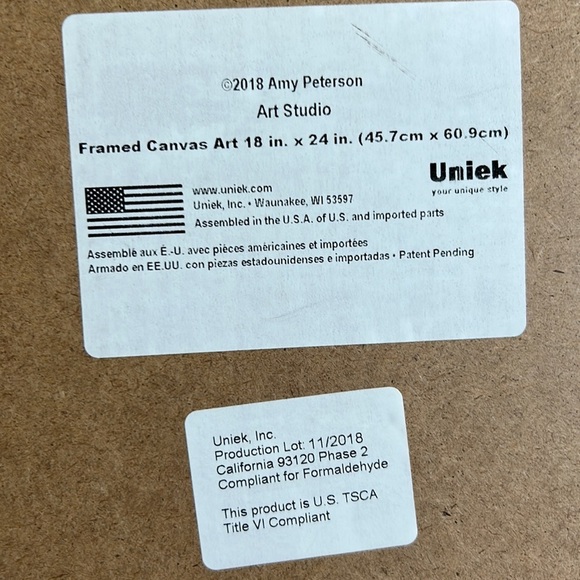 ©2018 Amy Peterson
Art Studio
Framed Canvas Art 18 in. x 24 in. (45.7cm x 60.9cm)
Uniek
your unique style
www.uniek.com
Uniek, Inc. • Waunakee, WI 53597
Assembled in the U.S.A. of U.S. and imported parts
Assemblé aux É.-U. avec pièces américaines et importées
Armado en EE.UU. con piezas estadounidenses e importadas • Patent Pending
Uniek, Inc.
Production Lot: 11/2018
California 93120 Phase 2
Compliant for Formaldehyde
This product is U.S. TSCA
Title VI Compliant